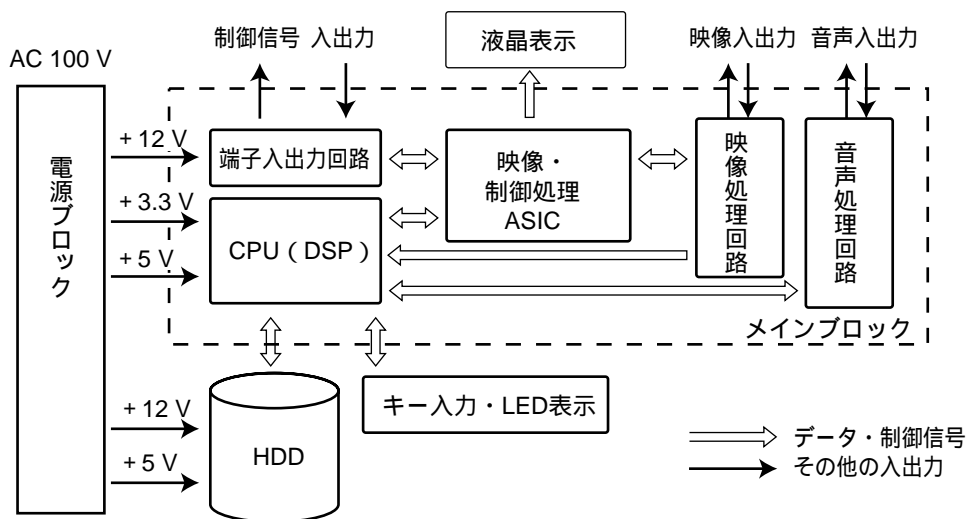 AC 100 V
電源ブロック
制御信号 入出力
液晶表示
映像入出力
音声入出力
+ 12 V
+ 3.3 V
+ 5 V
端子入出力回路
CPU（DSP）
映像・
制御処理
ASIC
映像処理回路
音声処理回路
メインブロック
+ 12 V
+ 5 V
HDD
キー入力・LED表示
データ・制御信号
その他の入出力